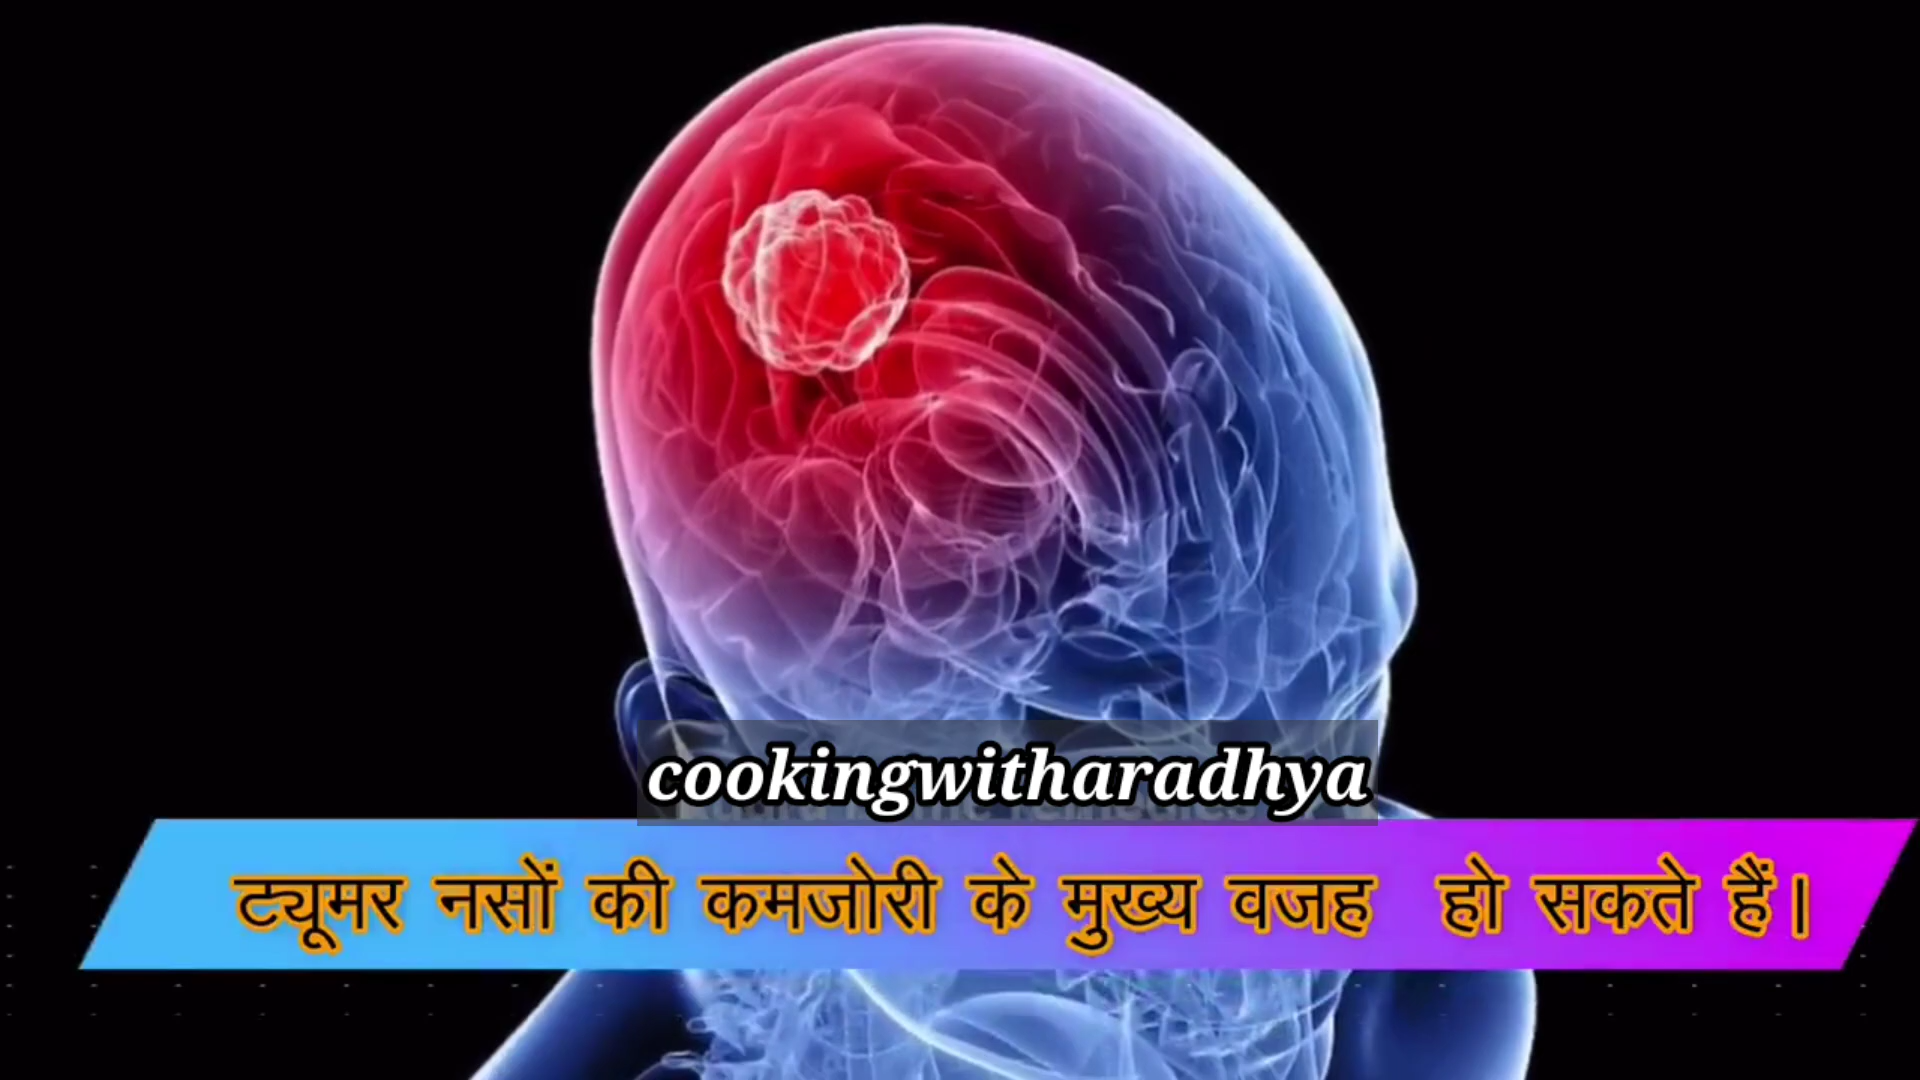 cookingwitharadhya
ट्यूमर नसों की कमजोरी के मुख्य वजह हो सकते हैं।